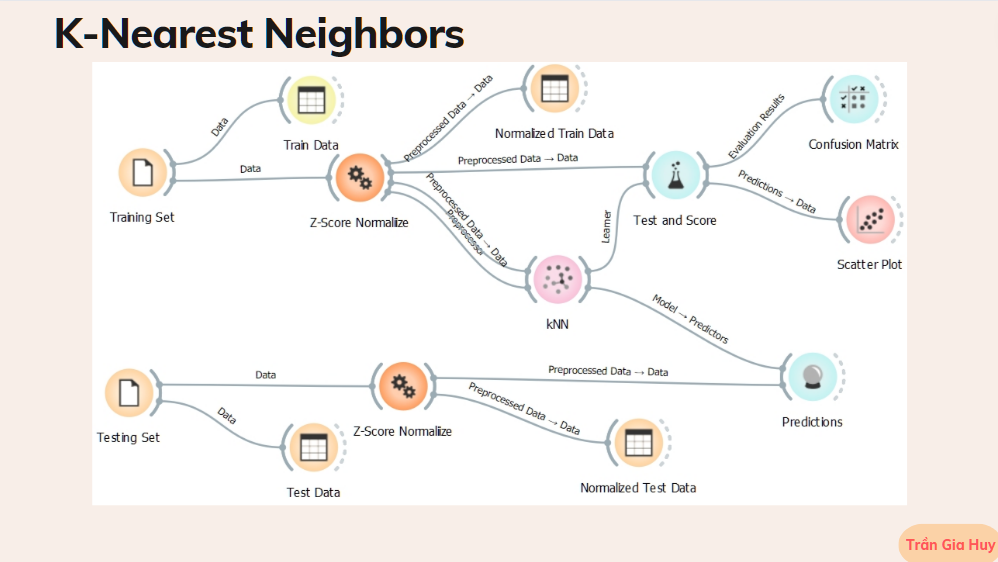 K-Nearest Neighbors
Data
Train Data
Training Set
Data
Z-Score Normaliize
Preprocessed Data → Data
Normalized Train Data
Preprocessed Data → Data
Preprocessed Data → Data
Preprocessor
kNN
Learner
Test and Score
Evaluation Results
Confusion Matrix
Predictions → Data
Scatter Plot
Model → Predictors
Testing Set
Data
Data
Test Data
Z-Score Normaliize
Preprocessed Data → Data
Preprocessed Data → Data
Normalized Test Data
Predictions
Trần Gia Huy